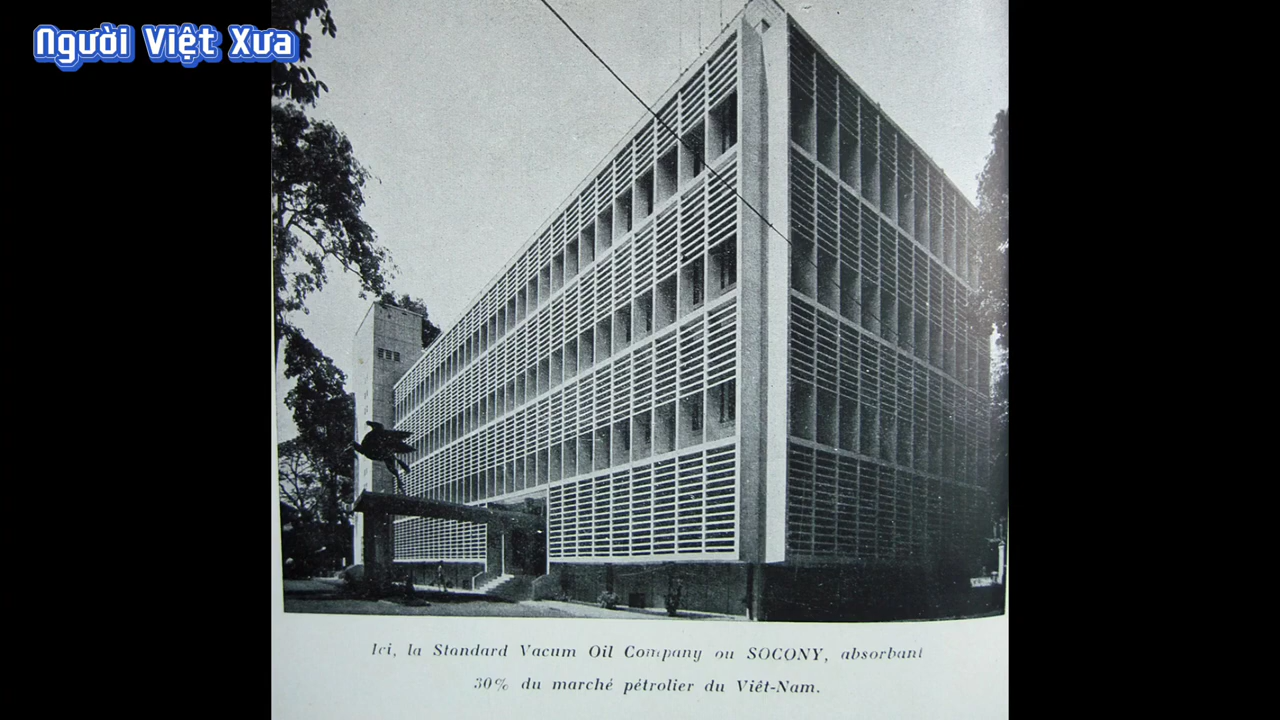 Người Việt Xưa
Ici, la Standard Vacum Oil Company ou SOCONY, absorbant
30% du marché pétrolier du Viêt-Nam.